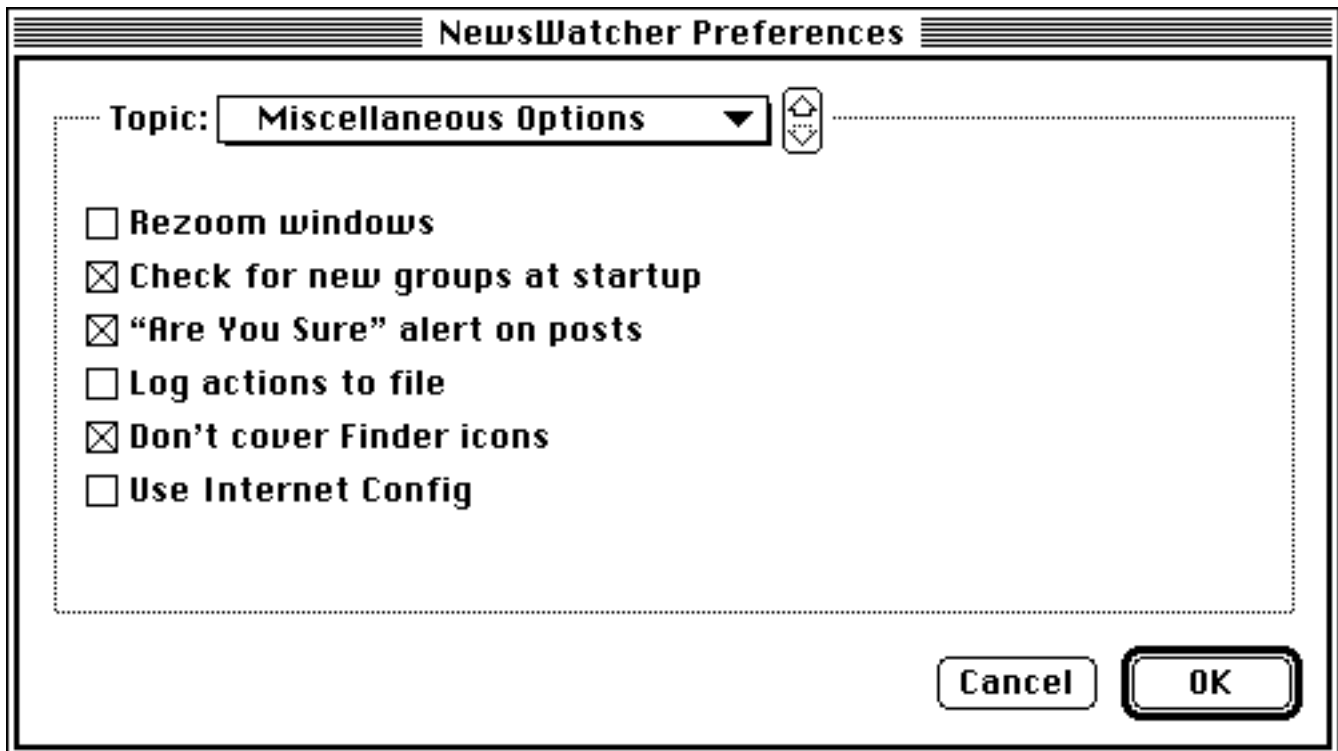 NewsWatcher Preferences
Topic: Miscellaneous Options
Rezoom windows
Check for new groups at startup
“Are You Sure” alert on posts
Log actions to file
Don't cover Finder icons
Use Internet Config
Cancel OK